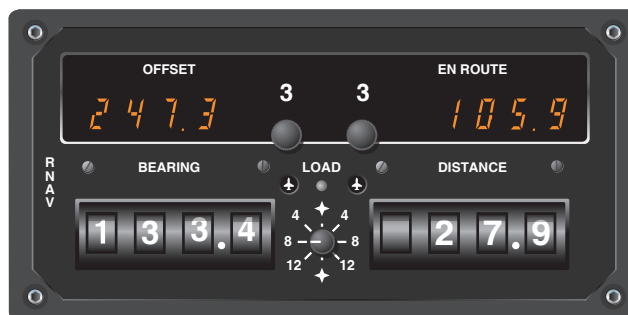 OFFSET EN ROUTE
3 3
247.3 105.9
RNAV
BEARING LOAD DISTANCE
133.4 27.9
4 4
8 8
12 12